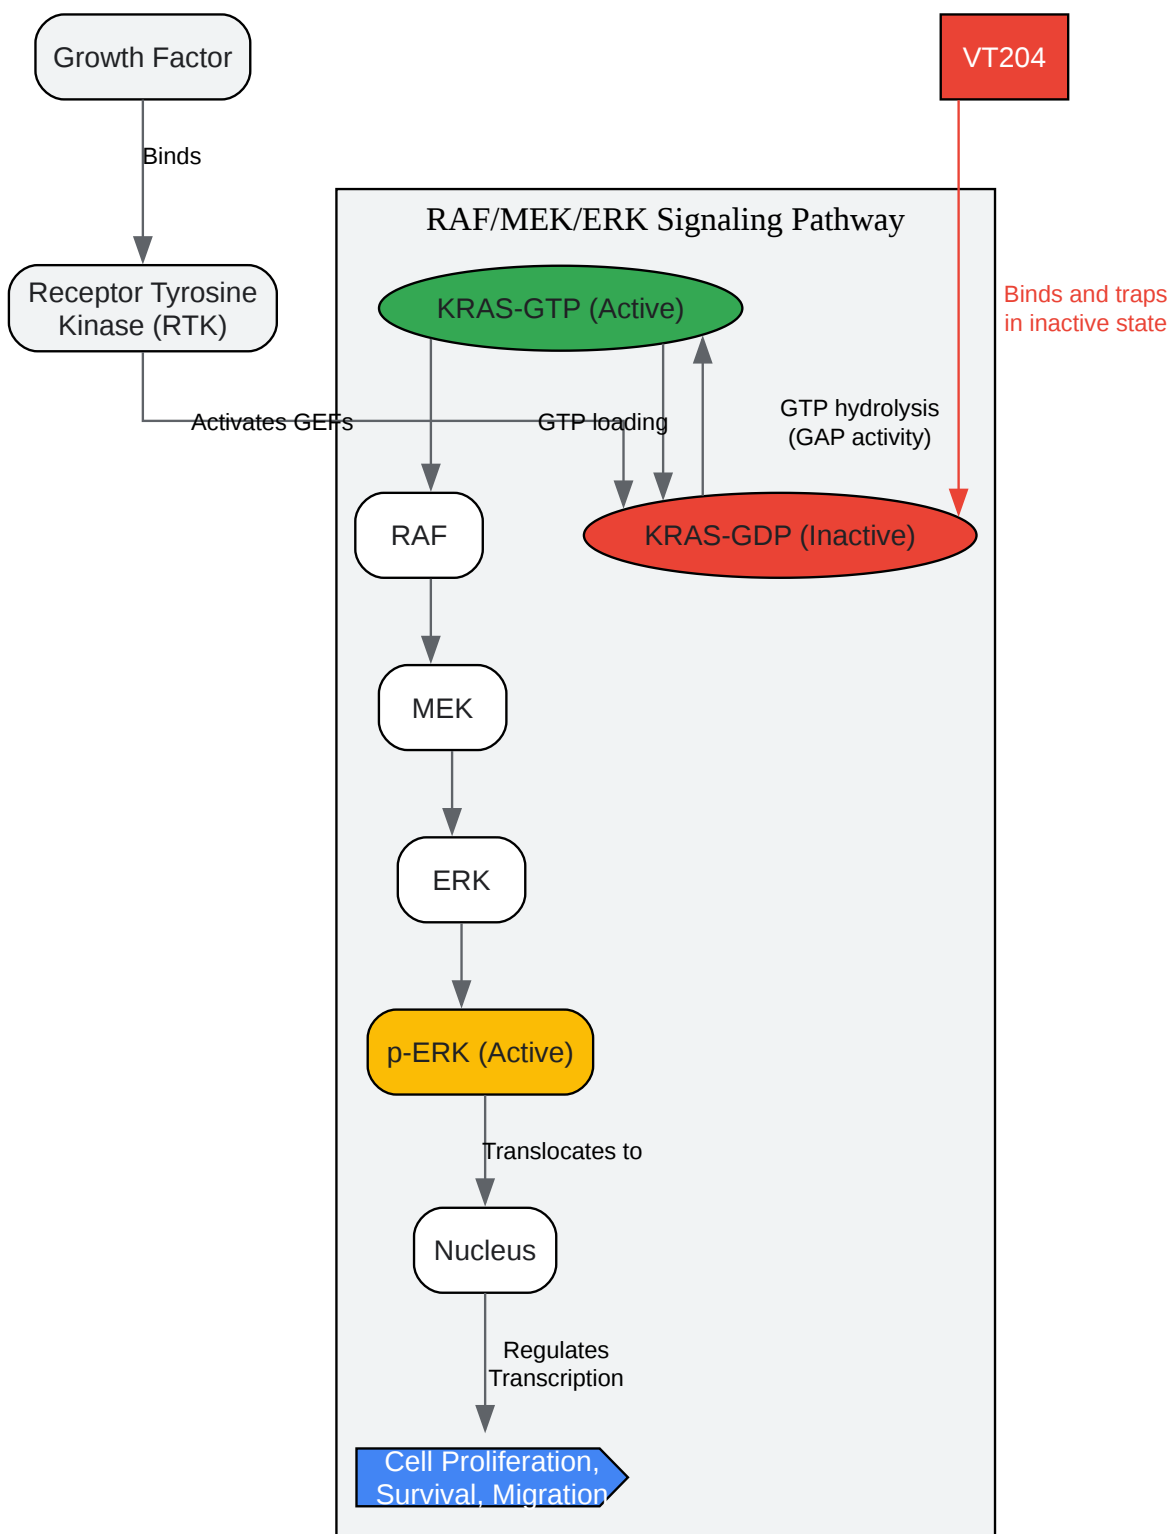 Growth Factor
VT204
Binds
RAF/MEK/ERK Signaling Pathway
Receptor Tyrosine
Kinase (RTK)
KRAS-GTP (Active)
Binds and traps
in inactive state
Activates GEFs
GTP loading
GTP hydrolysis
(GAP activity)
RAF
KRAS-GDP (Inactive)
MEK
ERK
p-ERK (Active)
Translocates to
Nucleus
Regulates
Transcription
Cell Proliferation,
Survival, Migration